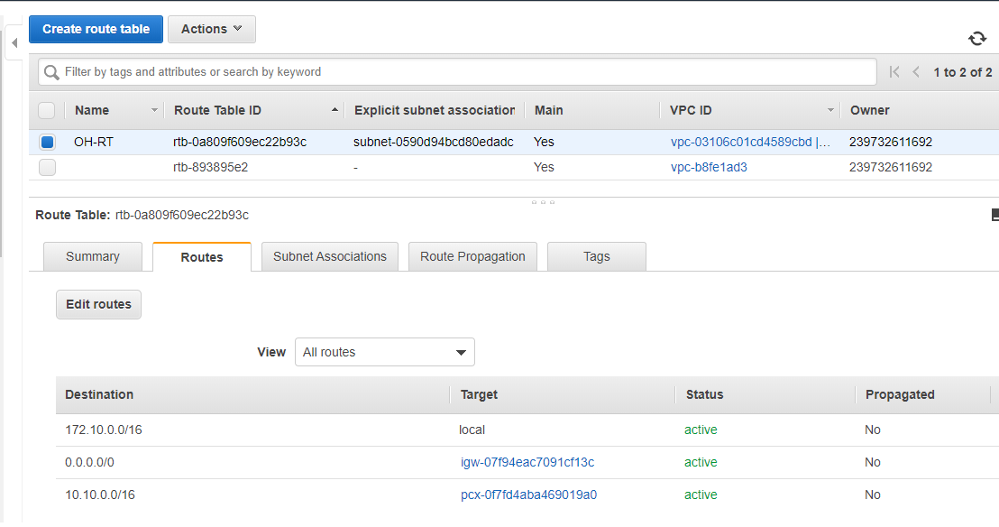 Create route table Actions
Filter by tags and attributes or search by keyword 1 to 2 of 2
Name Route Table ID Explicit subnet association Main VPC ID Owner
OH-RT rtb-0a809f609ec22b93c subnet-0590d94bcd80edadc Yes vpc-03106c01cd4589cbd |... 239732611692
rtb-893895e2 - Yes vpc-b8fe1ad3 239732611692
Route Table: rtb-0a809f609ec22b93c
Summary Routes Subnet Associations Route Propagation Tags
Edit routes
View All routes
Destination Target Status Propagated
172.10.0.0/16 local active No
0.0.0.0/0 igw-07f94eac7091cf13c active No
10.10.0.0/16 pcx-0f7fd4aba469019a0 active No